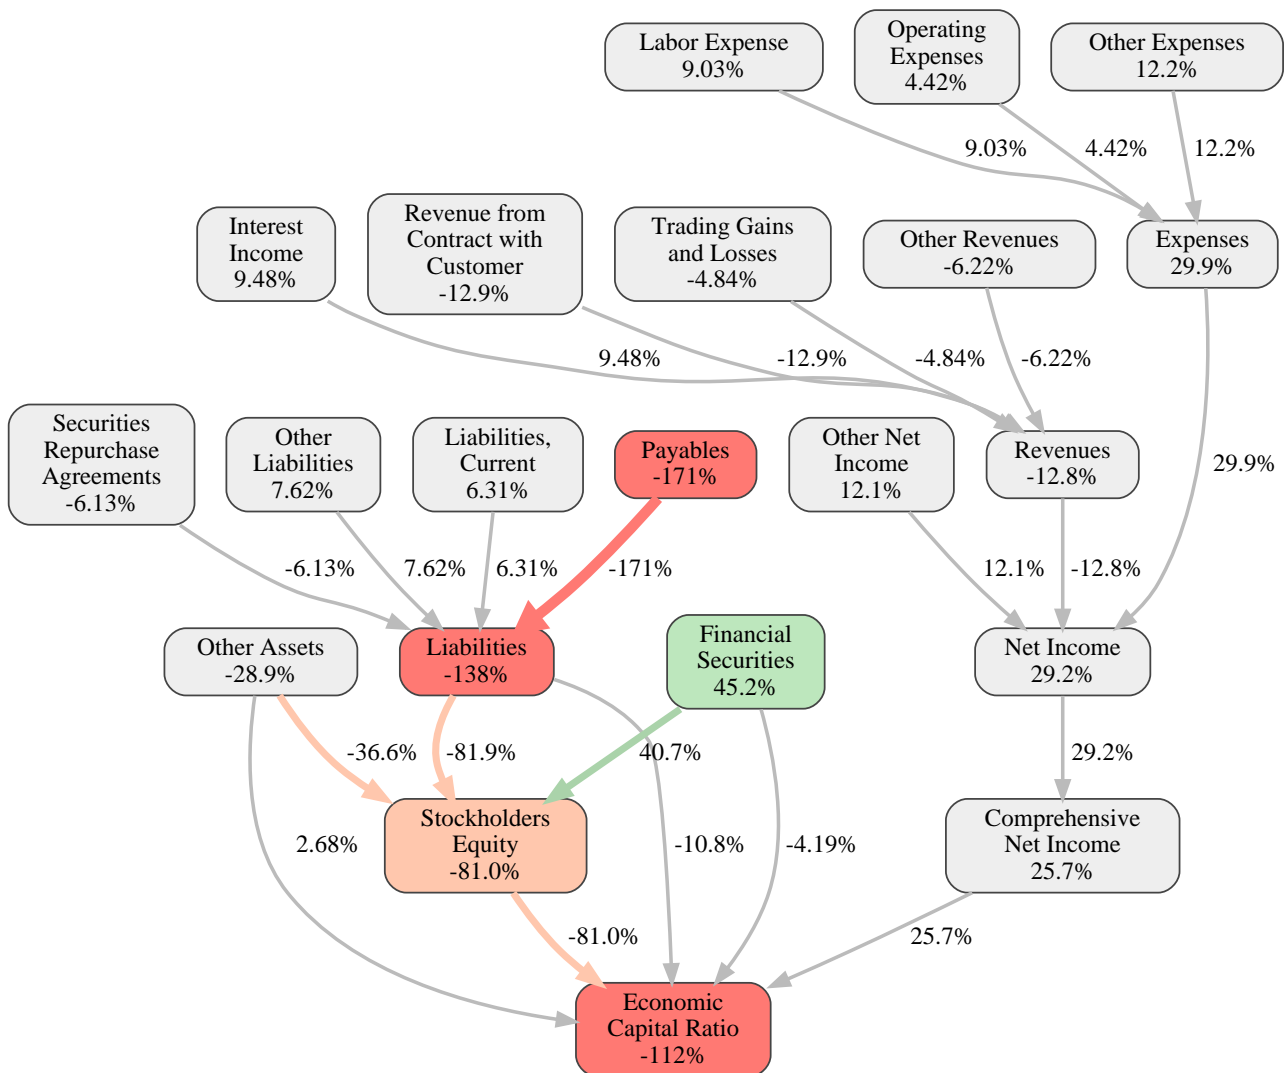 Labor Expense
9.03%
Operating
Expenses
4.42%
Other Expenses
12.2%
9.03%
4.42%
12.2%
Interest
Income
9.48%
Revenue from
Contract with
Customer
-12.9%
Trading Gains
and Losses
-4.84%
Other Revenues
-6.22%
Expenses
29.9%
9.48%
-12.9%
-4.84%
-6.22%
29.9%
Securities
Repurchase
Agreements
-6.13%
Other
Liabilities
7.62%
Liabilities,
Current
6.31%
Payables
-171%
Other Net
Income
12.1%
Revenues
-12.8%
-6.13%
7.62%
6.31%
-171%
12.1%
-12.8%
Other Assets
-28.9%
Liabilities
-138%
Financial
Securities
45.2%
Net Income
29.2%
-36.6%
-81.9%
40.7%
29.2%
Stockholders
Equity
-81.0%
Comprehensive
Net Income
25.7%
2.68%
-10.8%
-4.19%
-81.0%
25.7%
Economic
Capital Ratio
-112%